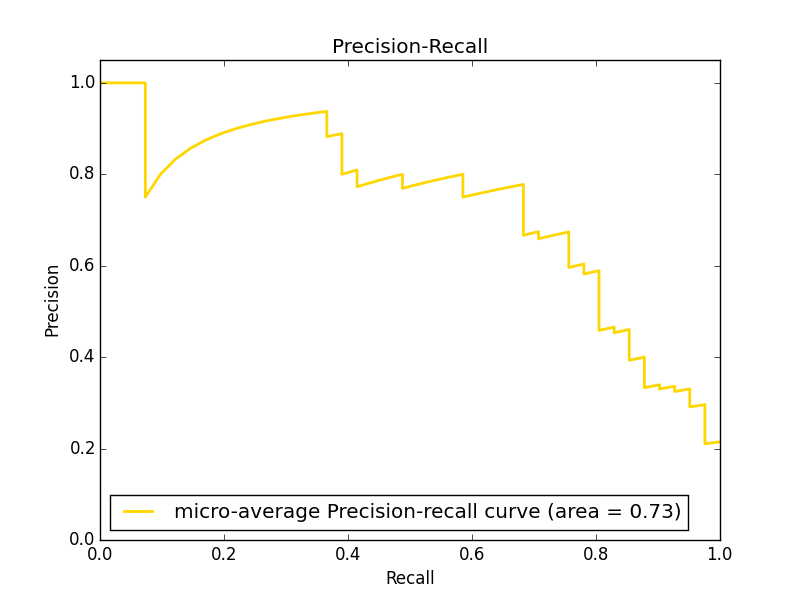 Precision-Recall
1.0
0.8
0.6
0.4
0.2
0.0
Precision
micro-average Precision-recall curve (area = 0.73)
0.0 0.2 0.4 0.6 0.8 1.0
Recall